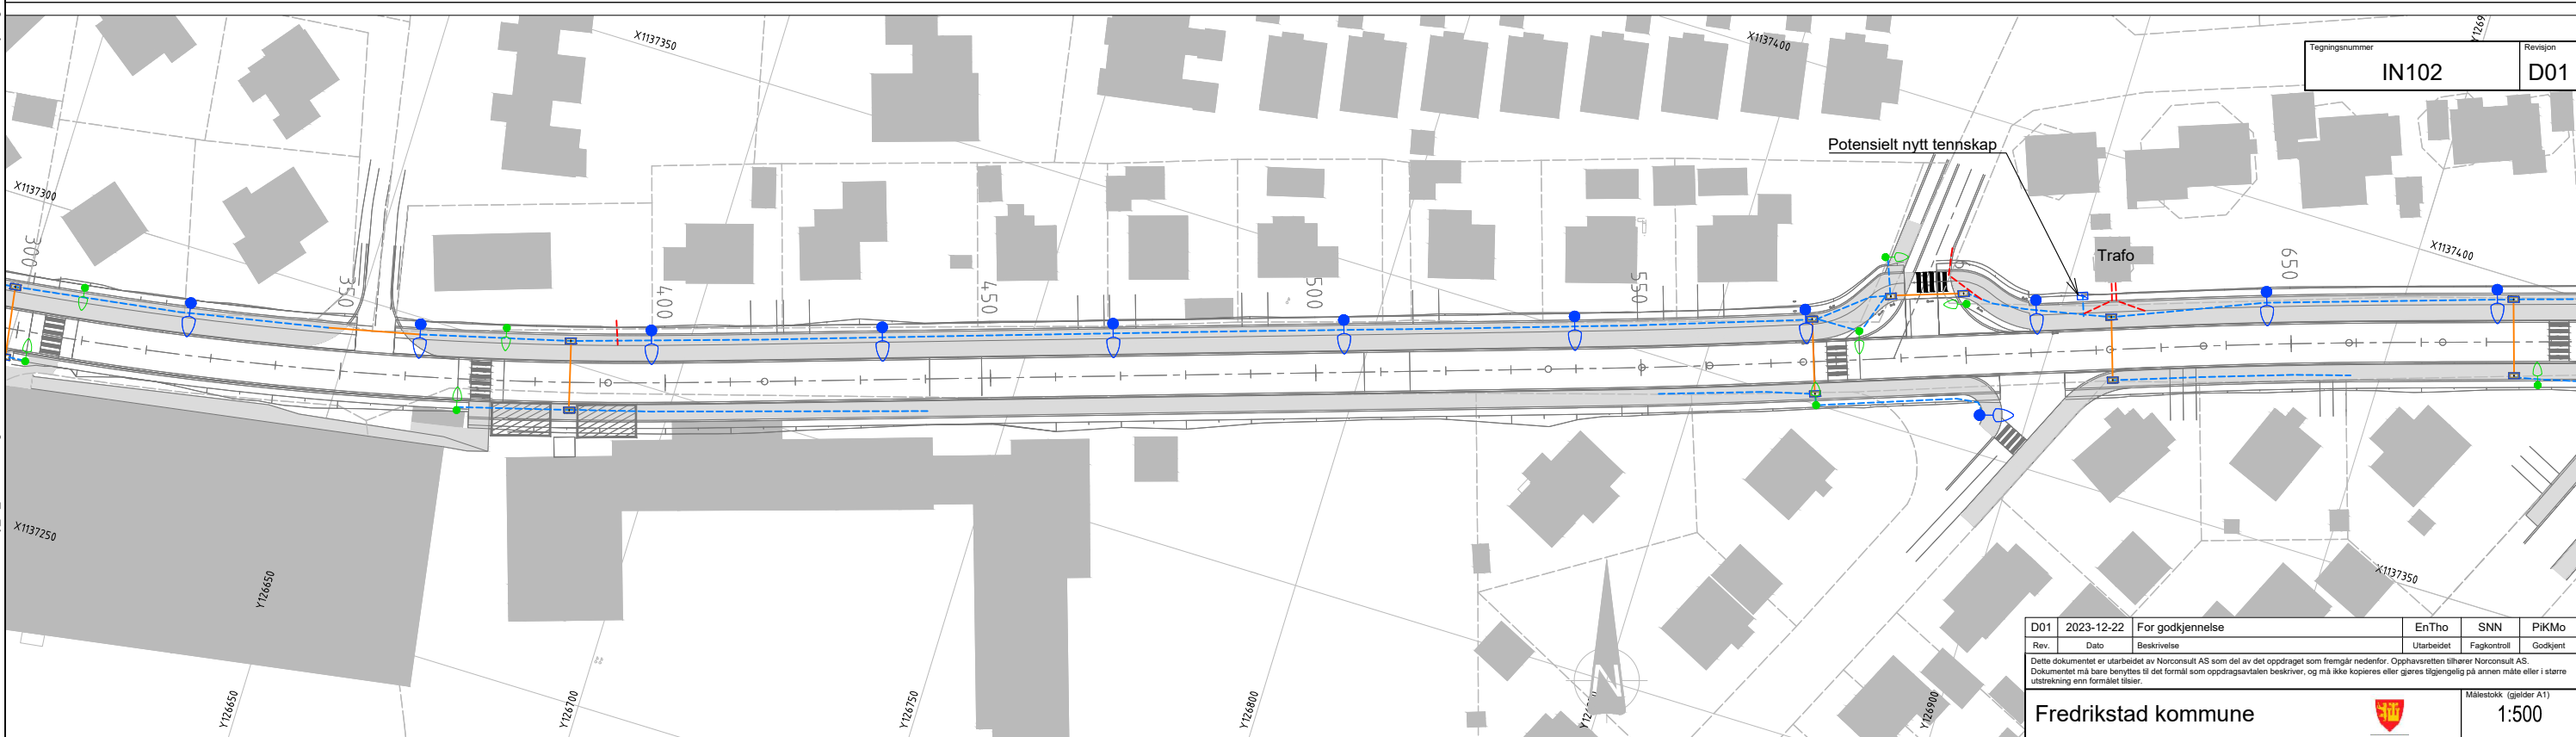 Tegningsnummer
Revisjon
IN102
D01
X1137350
X1137400
Y1269
Potensielt nytt tennskap
X1137300
300
350
400
450
500
550
650
Trafo
X1137400
X1137250
Y126650
X1137350
Y126650
Y126700
Y126750
Y126800
Y126900
N
D01 2023-12-22 For godkjennelse EnTho SNN PiKMo
Rev. Dato Beskrivelse Utarbeidet Fagkontroll Godkjent
Dette dokumentet er utarbeidet av Norconsult AS som del av det oppdraget som fremgår nedenfor. Opphavsretten tilhører Norconsult AS.
Dokumentet må bare benyttes til det formål som oppdragsavtalen beskriver, og må ikke kopieres eller gjøres tilgjengelig på annen måte eller i større
utstrekning enn formålet tilsier.
Fredrikstad kommune
Målestokk (gjelder A1)
1:500